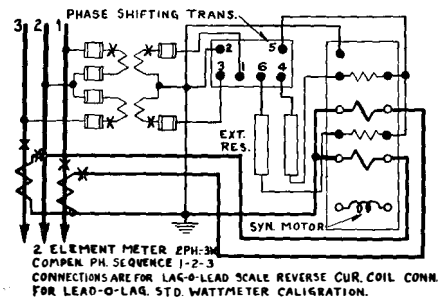 PHASE SHIFTING TRANS.
3 2 1
2 5
3 1 6 4
EXT.
RES.
SYN. MOTOR
2 ELEMENT METER 2PH-3W
COMPEN. PH. SEQUENCE 1-2-3
CONNECTIONS ARE FOR LAG-O-LEAD SCALE REVERSE CUR. COIL CONN.
FOR LEAD-O-LAG. STD. WATTMETER CALIGRATION.